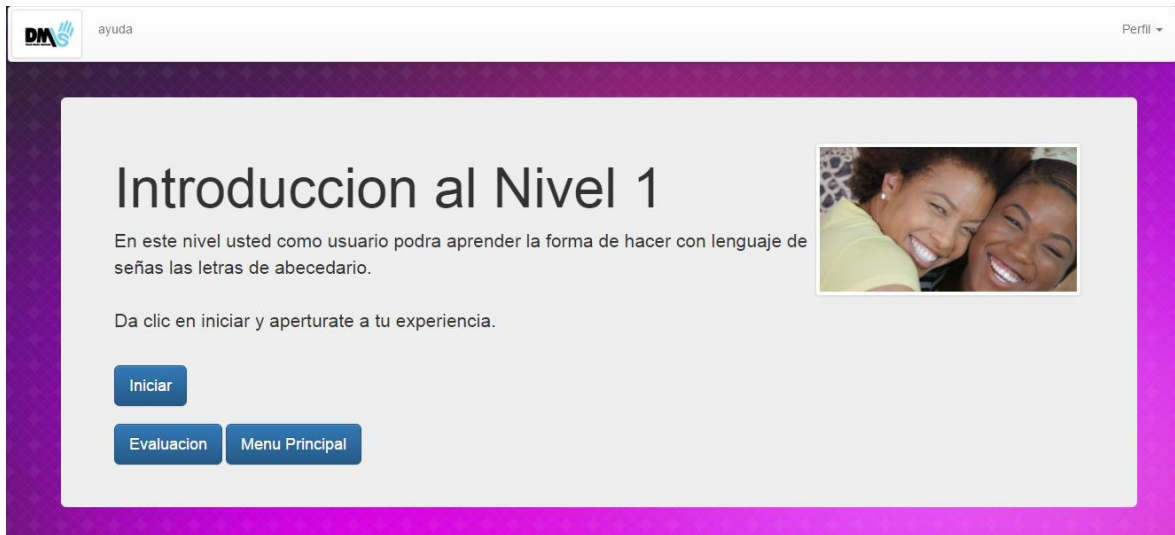 DMS
ayuda
Perfil
Introduccion al Nivel 1
En este nivel usted como usuario podra aprender la forma de hacer con lenguaje de
señas las letras de abecedario.
Da clic en iniciar y aperturate a tu experiencia.
Iniciar
Evaluacion
Menu Principal